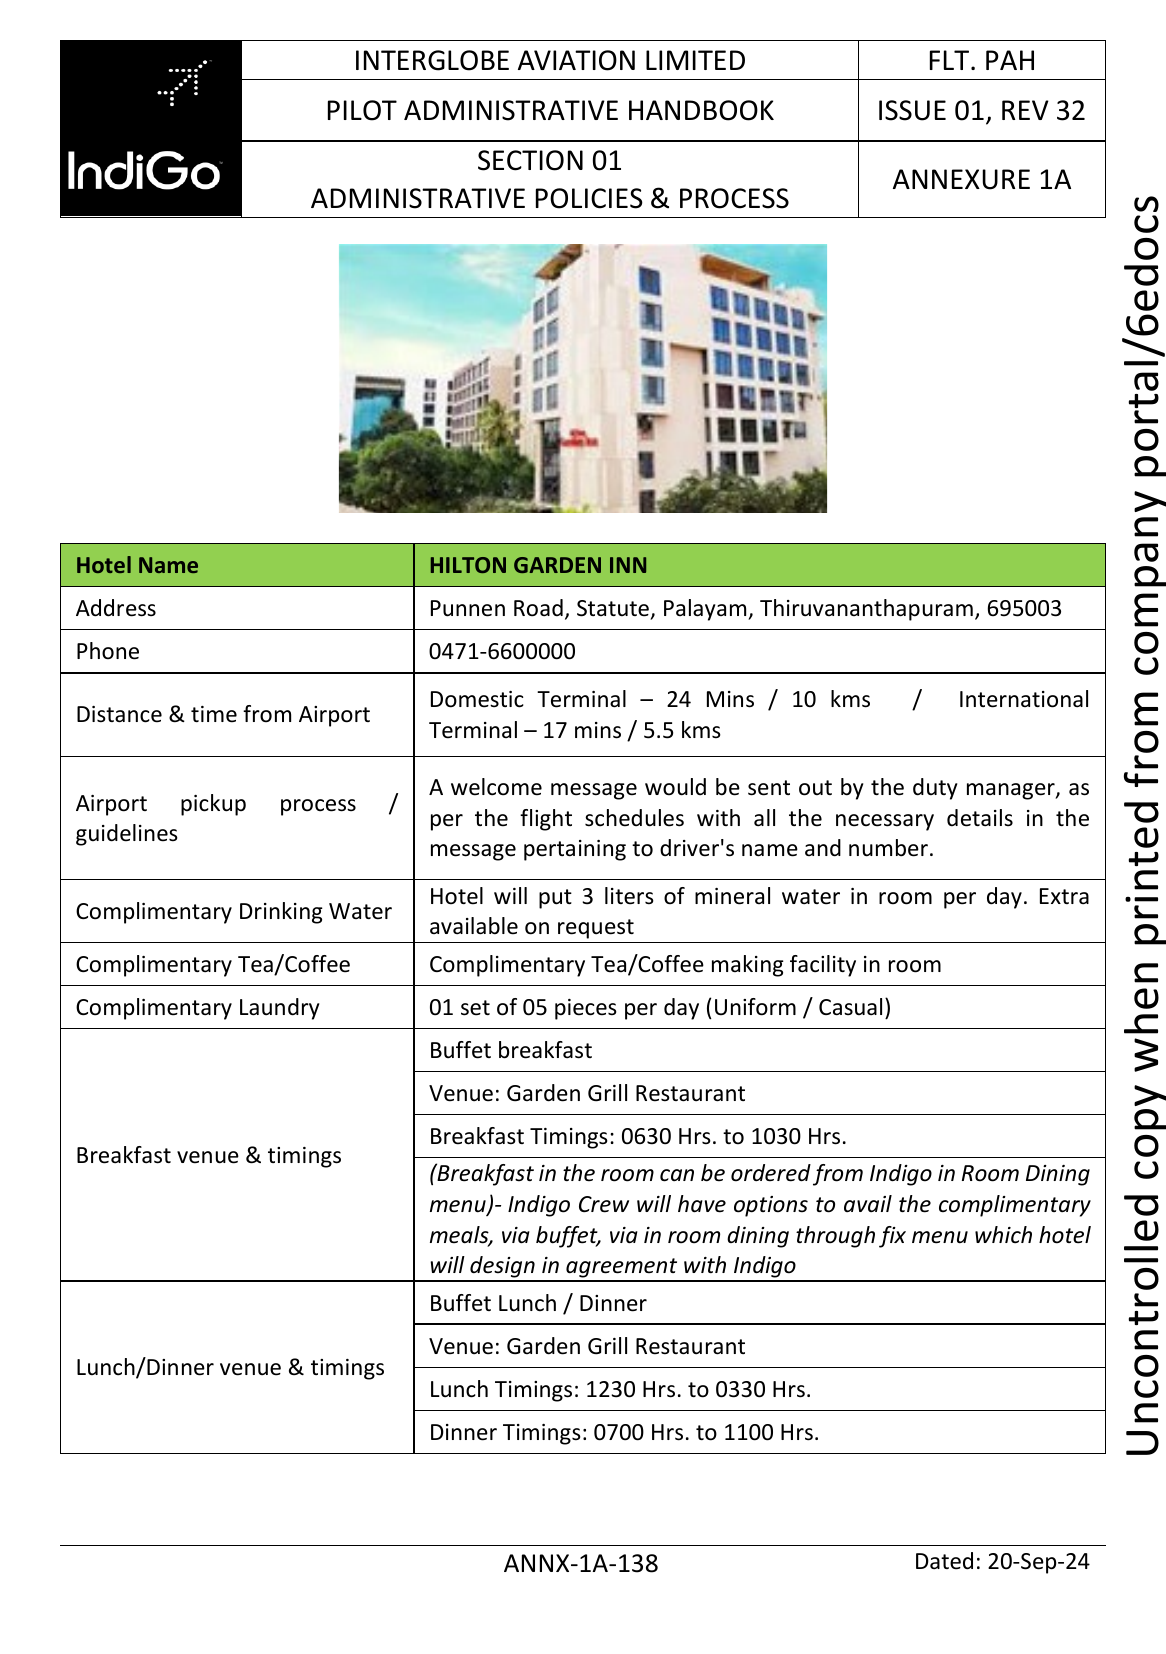 IndiGo
INTERGLOBE AVIATION LIMITED
FLT. PAH
PILOT ADMINISTRATIVE HANDBOOK
ISSUE 01, REV 32
SECTION 01
ADMINISTRATIVE POLICIES & PROCESS
ANNEXURE 1A
Hotel Name
HILTON GARDEN INN
Address
Punnen Road, Statute, Palayam, Thiruvananthapuram, 695003
Phone
0471-6600000
Distance & time from Airport
Domestic Terminal – 24 Mins / 10 kms / International
Terminal – 17 mins / 5.5 kms
Airport pickup process /
guidelines
A welcome message would be sent out by the duty manager, as
per the flight schedules with all the necessary details in the
message pertaining to driver's name and number.
Complimentary Drinking Water
Hotel will put 3 liters of mineral water in room per day. Extra
available on request
Complimentary Tea/Coffee
Complimentary Tea/Coffee making facility in room
Complimentary Laundry
01 set of 05 pieces per day (Uniform / Casual)
Breakfast venue & timings
Buffet breakfast
Venue: Garden Grill Restaurant
Breakfast Timings: 0630 Hrs. to 1030 Hrs.
(Breakfast in the room can be ordered from Indigo in Room Dining
menu)- Indigo Crew will have options to avail the complimentary
meals, via buffet, via in room dining through fix menu which hotel
will design in agreement with Indigo
Lunch/Dinner venue & timings
Buffet Lunch / Dinner
Venue: Garden Grill Restaurant
Lunch Timings: 1230 Hrs. to 0330 Hrs.
Dinner Timings: 0700 Hrs. to 1100 Hrs.
ANNX-1A-138
Dated: 20-Sep-24
Uncontrolled copy when printed from company portal/6edocs